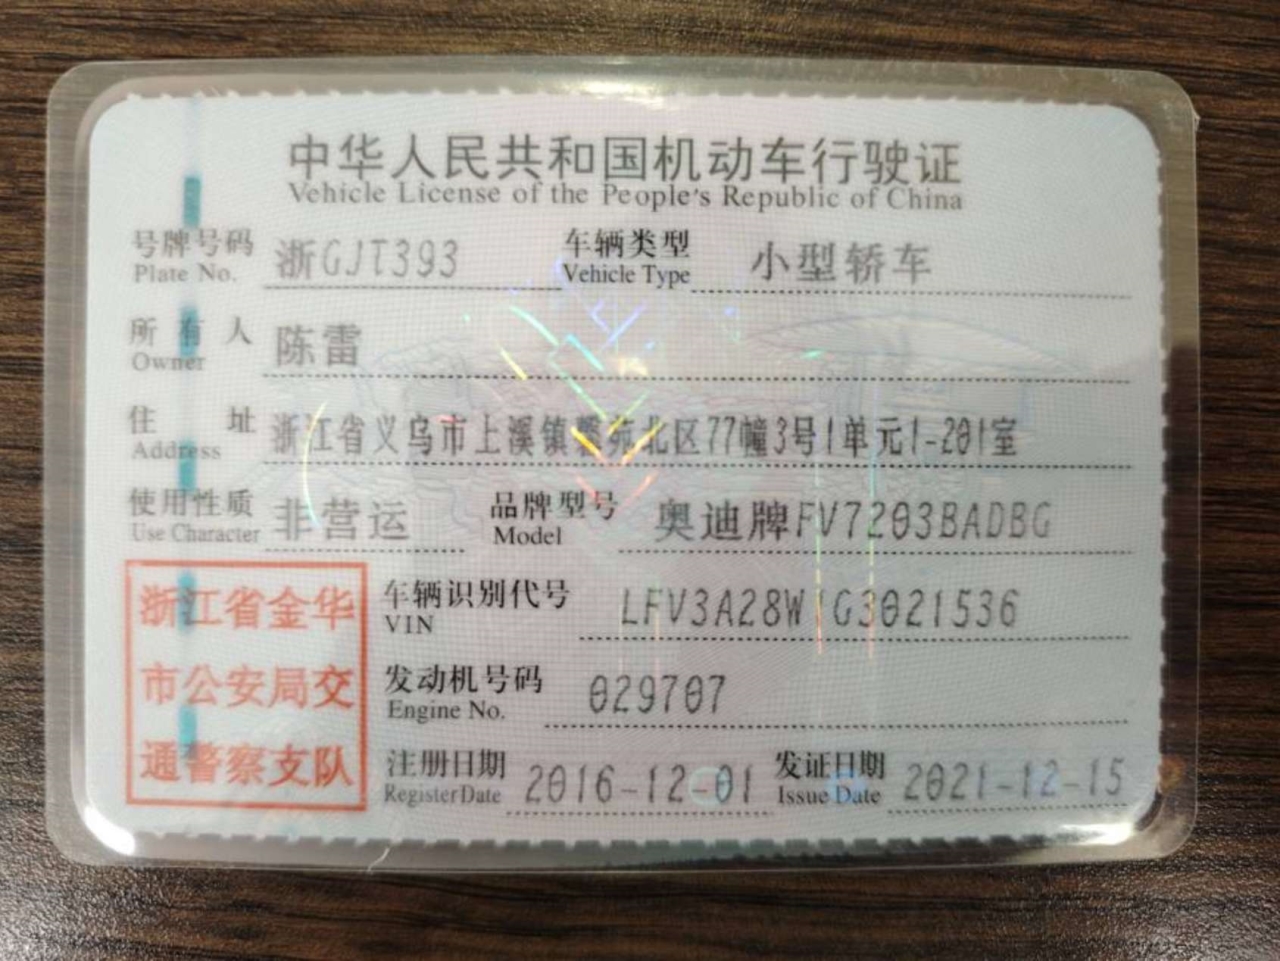 中华人民共和国机动车行驶证
Vehicle License of the People's Republic of China
号牌号码 浙GJT393 车辆类型 小型轿车
Plate No. Vehicle Type
所有人 陈雷
Owner
住址 浙江省义乌市上溪镇雅苑北区77幢3号1单元1-201室
Address
使用性质 非营运 品牌型号 奥迪牌FV7203BADBG
Use Character Model
浙江省金华
市公安局交
通警察支队
车辆识别代号 LFV3A28W1G3021536
VIN
发动机号码 029707
Engine No.
注册日期 2016-12-01 发证日期 2021-12-15
Register Date Issue Date